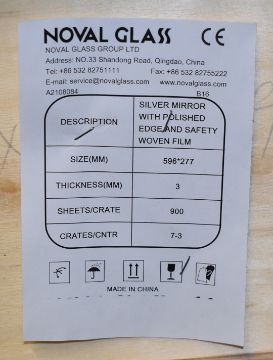 NOVAL GLASS CE
NOVAL GLASS GROUP LTD
Address: NO.33 Shandong Road, Qingdao, China
Tel: +86 532 82751111 Fax: +86 532 82755222
E-mail: service@novalglass.com www.novalglass.com
A2108084 B16
DESCRIPTION
SILVER MIRROR
WITH POLISHED
EDGE AND SAFETY
WOVEN FILM
SIZE(MM) 596*277
THICKNESS(MM) 3
SHEETS/CRATE 900
CRATES/CNTR 7-3
MADE IN CHINA